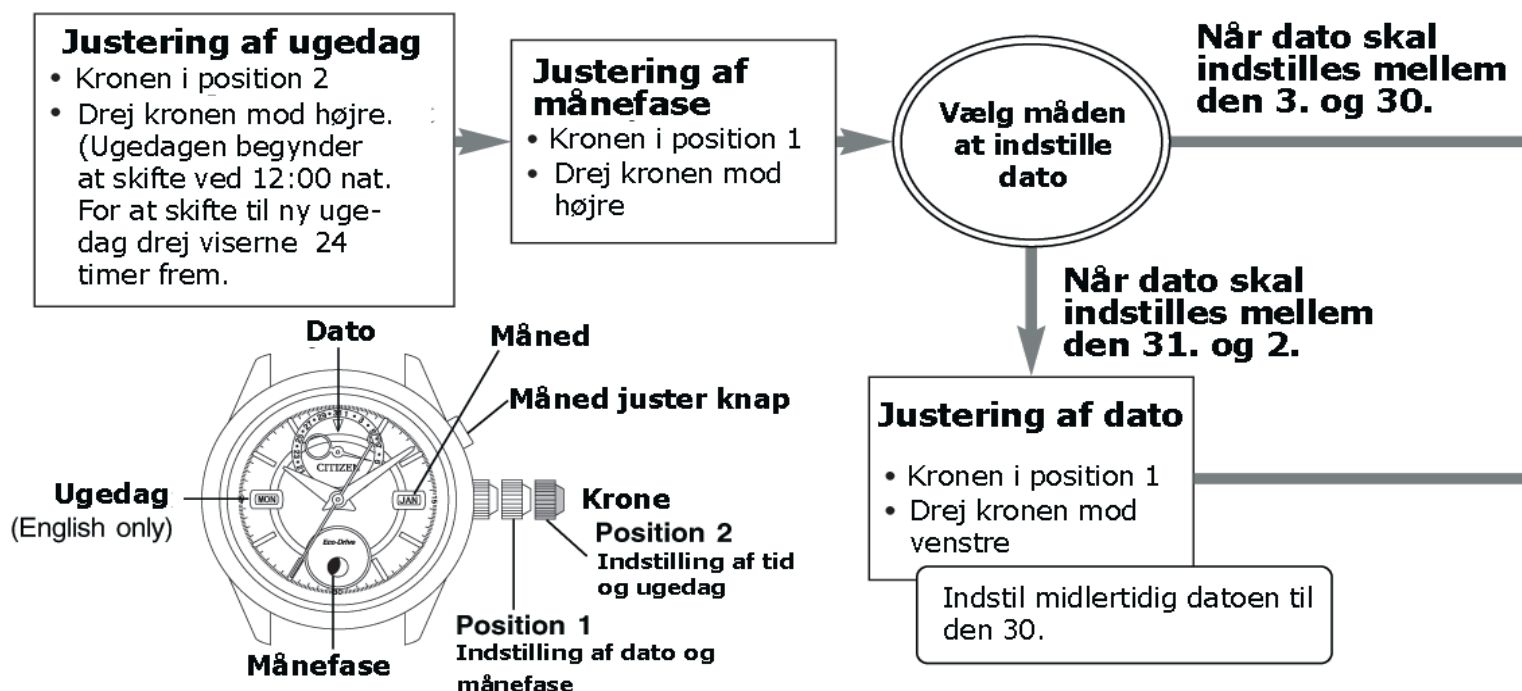 Justering af ugedag
• Kronen i position 2
• Drej kronen mod højre.
(Ugedagen begynder
at skifte ved 12:00 nat.
For at skifte til ny uge-
dag drej viserne 24
timer frem.
Justering af
månefase
• Kronen i position 1
• Drej kronen mod
højre
Vælg måden
at indstille
dato
Når dato skal
indstilles mellem
den 3. og 30.
Når dato skal
indstilles mellem
den 31. og 2.
Justering af dato
• Kronen i position 1
• Drej kronen mod
venstre
Indstil midlertidig datoen til
den 30.
Dato
Måned
Måned juster knap
CITIZEN
Ugedag
(English only)
MON
JAN
Krone
Position 2
Indstilling af tid
og ugedag
Eco-Drive
Position 1
Indstilling af dato og
månefase
Månefase